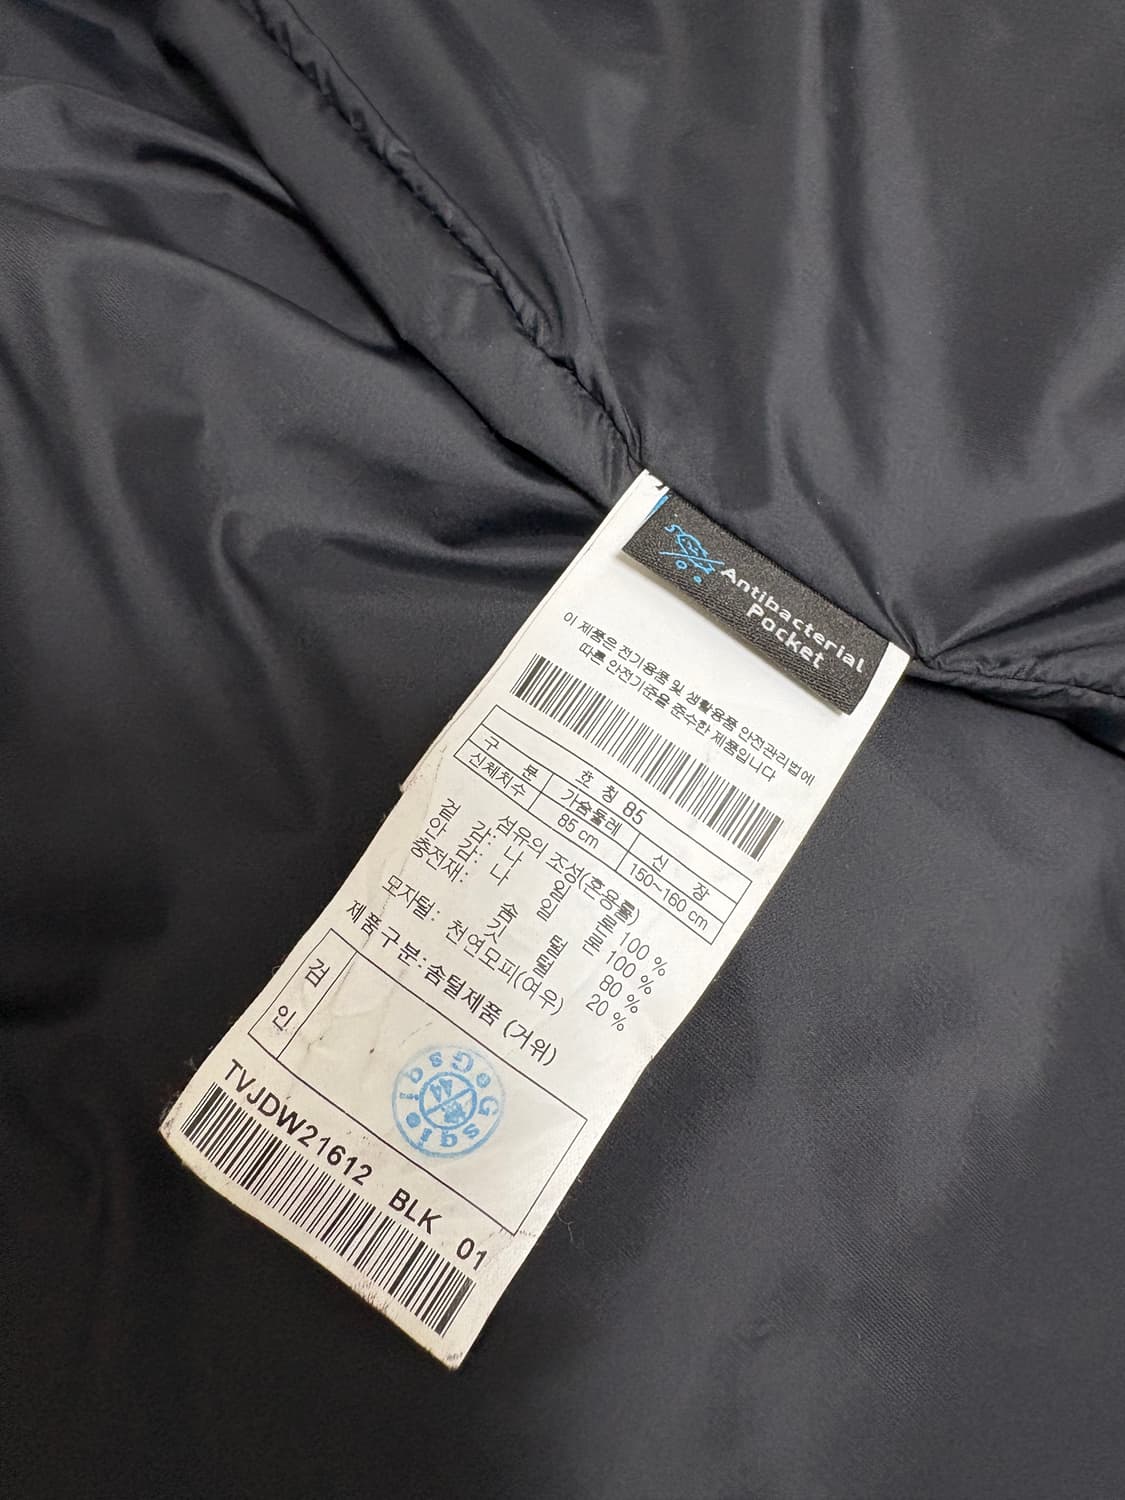 Antibacterial
Pocket
이 제품은 전기용품 및 생활용품 안전관리법에
따른 안전기준을 준수한 제품입니다
구 분 호 칭 85
신체치수 가슴둘레 신 장
85 cm 150~160 cm
섬유의 조성(혼용률)
겉 감: 나 일 론 100 %
안 감: 나 일 론 100 %
충전재: 솜 털 80 %
깃 털 20 %
모자털: 천연모피(여우)
제품구분: 솜털제품 (거위)
검
인
44
TVJDW21612 BLK 01